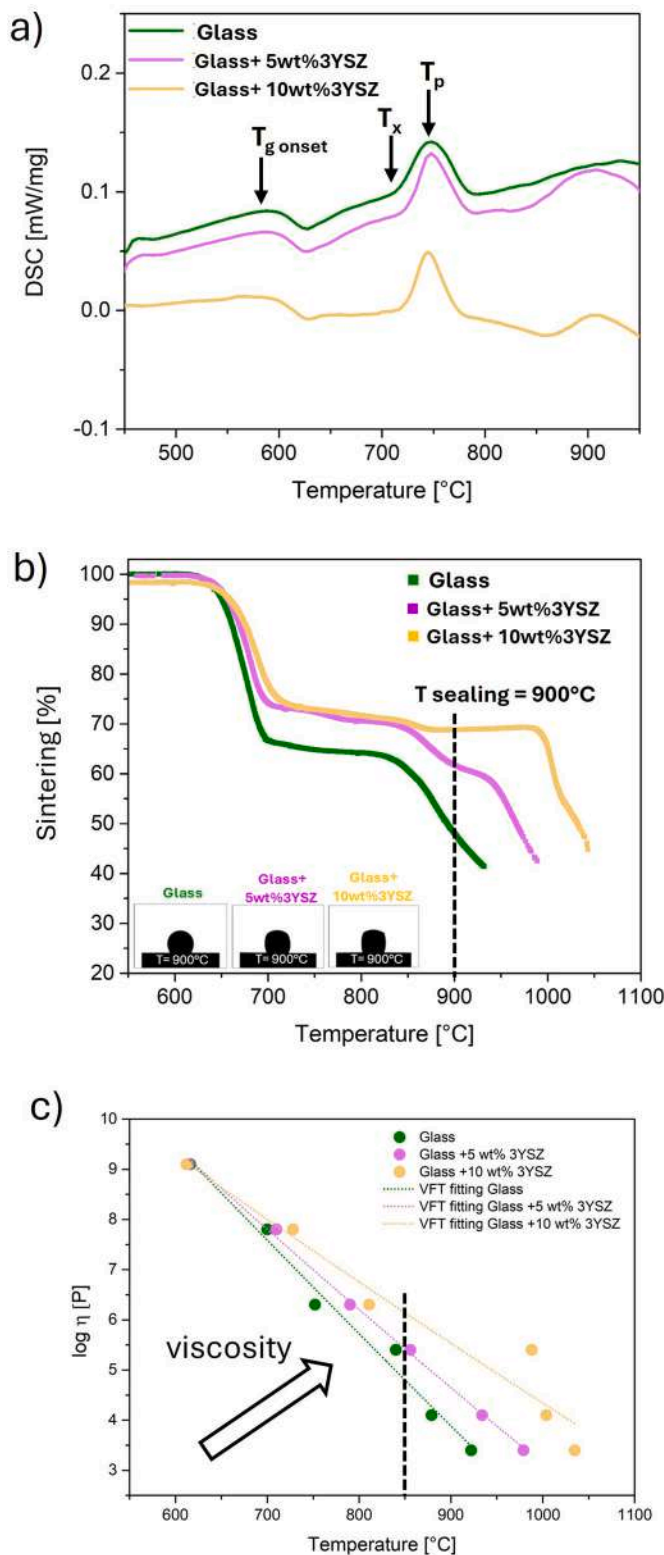 a)
Glass
Glass+ 5wt%3YSZ
Glass+ 10wt%3YSZ
0.2
0.1
0.0
-0.1
DSC [mW/mg]
Tg onset
Tx
Tp
500
600
700
800
900
Temperature [°C]
b)
100
90
80
70
60
50
40
30
20
Sintering [%]
Glass
Glass+ 5wt%3YSZ
Glass+ 10wt%3YSZ
T sealing = 900°C
Glass
Glass+
5wt%3YSZ
Glass+
10wt%3YSZ
T= 900°C
T= 900°C
T= 900°C
600
700
800
900
1000
1100
Temperature [°C]
c)
10
9
8
7
6
5
4
3
log η [P]
Glass
Glass +5 wt% 3YSZ
Glass +10 wt% 3YSZ
VFT fitting Glass
VFT fitting Glass +5 wt% 3YSZ
VFT fitting Glass +10 wt% 3YSZ
viscosity
600
700
800
900
1000
1100
Temperature [°C]